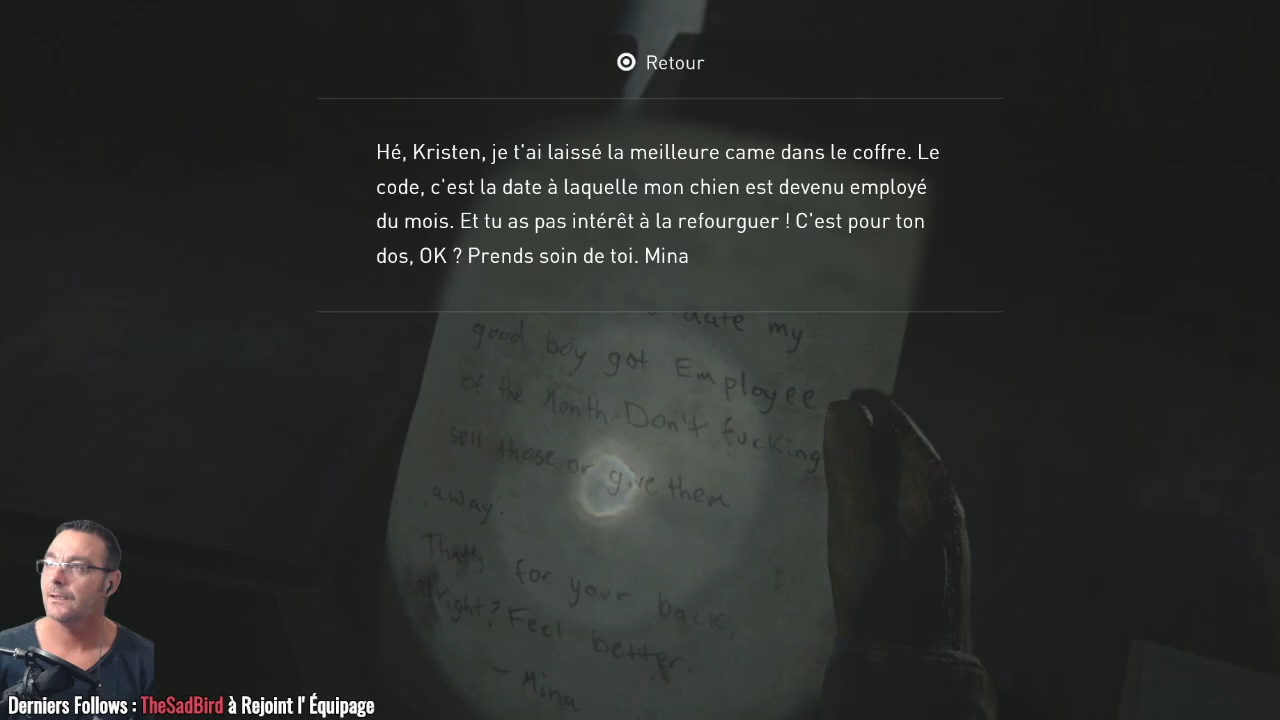 Retour
Hé, Kristen, je t'ai laissé la meilleure came dans le coffre. Le
code, c'est la date à laquelle mon chien est devenu employé
du mois. Et tu as pas intérêt à la refourguer ! C'est pour ton
dos, OK ? Prends soin de toi. Mina
date my
good boy got Employee
of the Month. Don't fucking
sell those or give them
away.
That's for your back,
alright? Feel better.
- Mina
Derniers Follows : TheSadBird à Rejoint l' Équipage